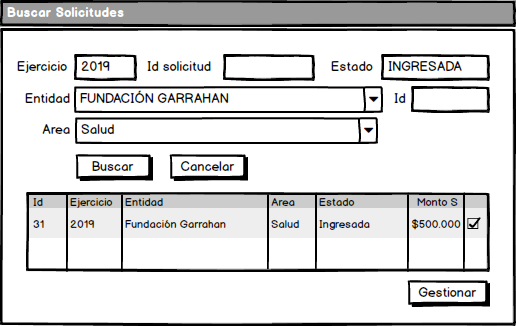 Buscar Solicitudes
Ejercicio 2019 Id solicitud Estado INGRESADA
Entidad FUNDACIÓN GARRAHAN Id
Area Salud
Buscar Cancelar
Id Ejercicio Entidad Area Estado Monto S
31 2019 Fundación Garrahan Salud Ingresada $500.000
Gestionar